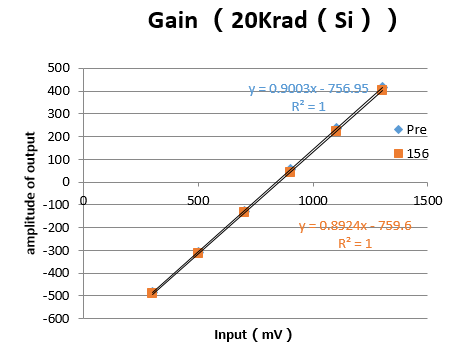 Gain （20Krad（Si））
500
400
300
200
100
0
-100
-200
-300
-400
-500
-600
0
500
1000
1500
amplitude of output
Input（mV）
y = 0.9003x - 756.95
R² = 1
Pre
156
y = 0.8924x - 759.6
R² = 1